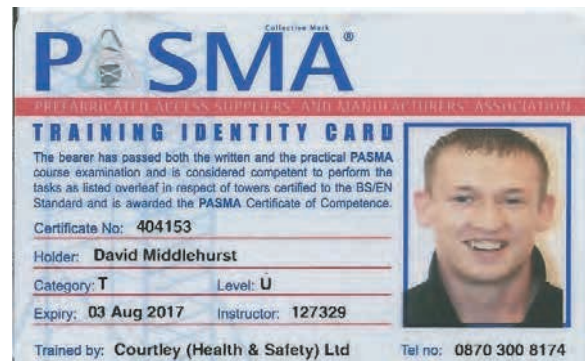 Collective Mark
PASMA®
PREFABRICATED ACCESS SUPPLIERS' AND MANUFACTURERS' ASSOCIATION
TRAINING IDENTITY CARD
The bearer has passed both the written and the practical PASMA
course examination and is considered competent to perform the
tasks as listed overleaf in respect of towers certified to the BS/EN
Standard and is awarded the PASMA Certificate of Competence.
Certificate No: 404153
Holder: David Middlehurst
Category: T Level: U
Expiry: 03 Aug 2017 Instructor: 127329
Trained by: Courtley (Health & Safety) Ltd Tel no: 0870 300 8174